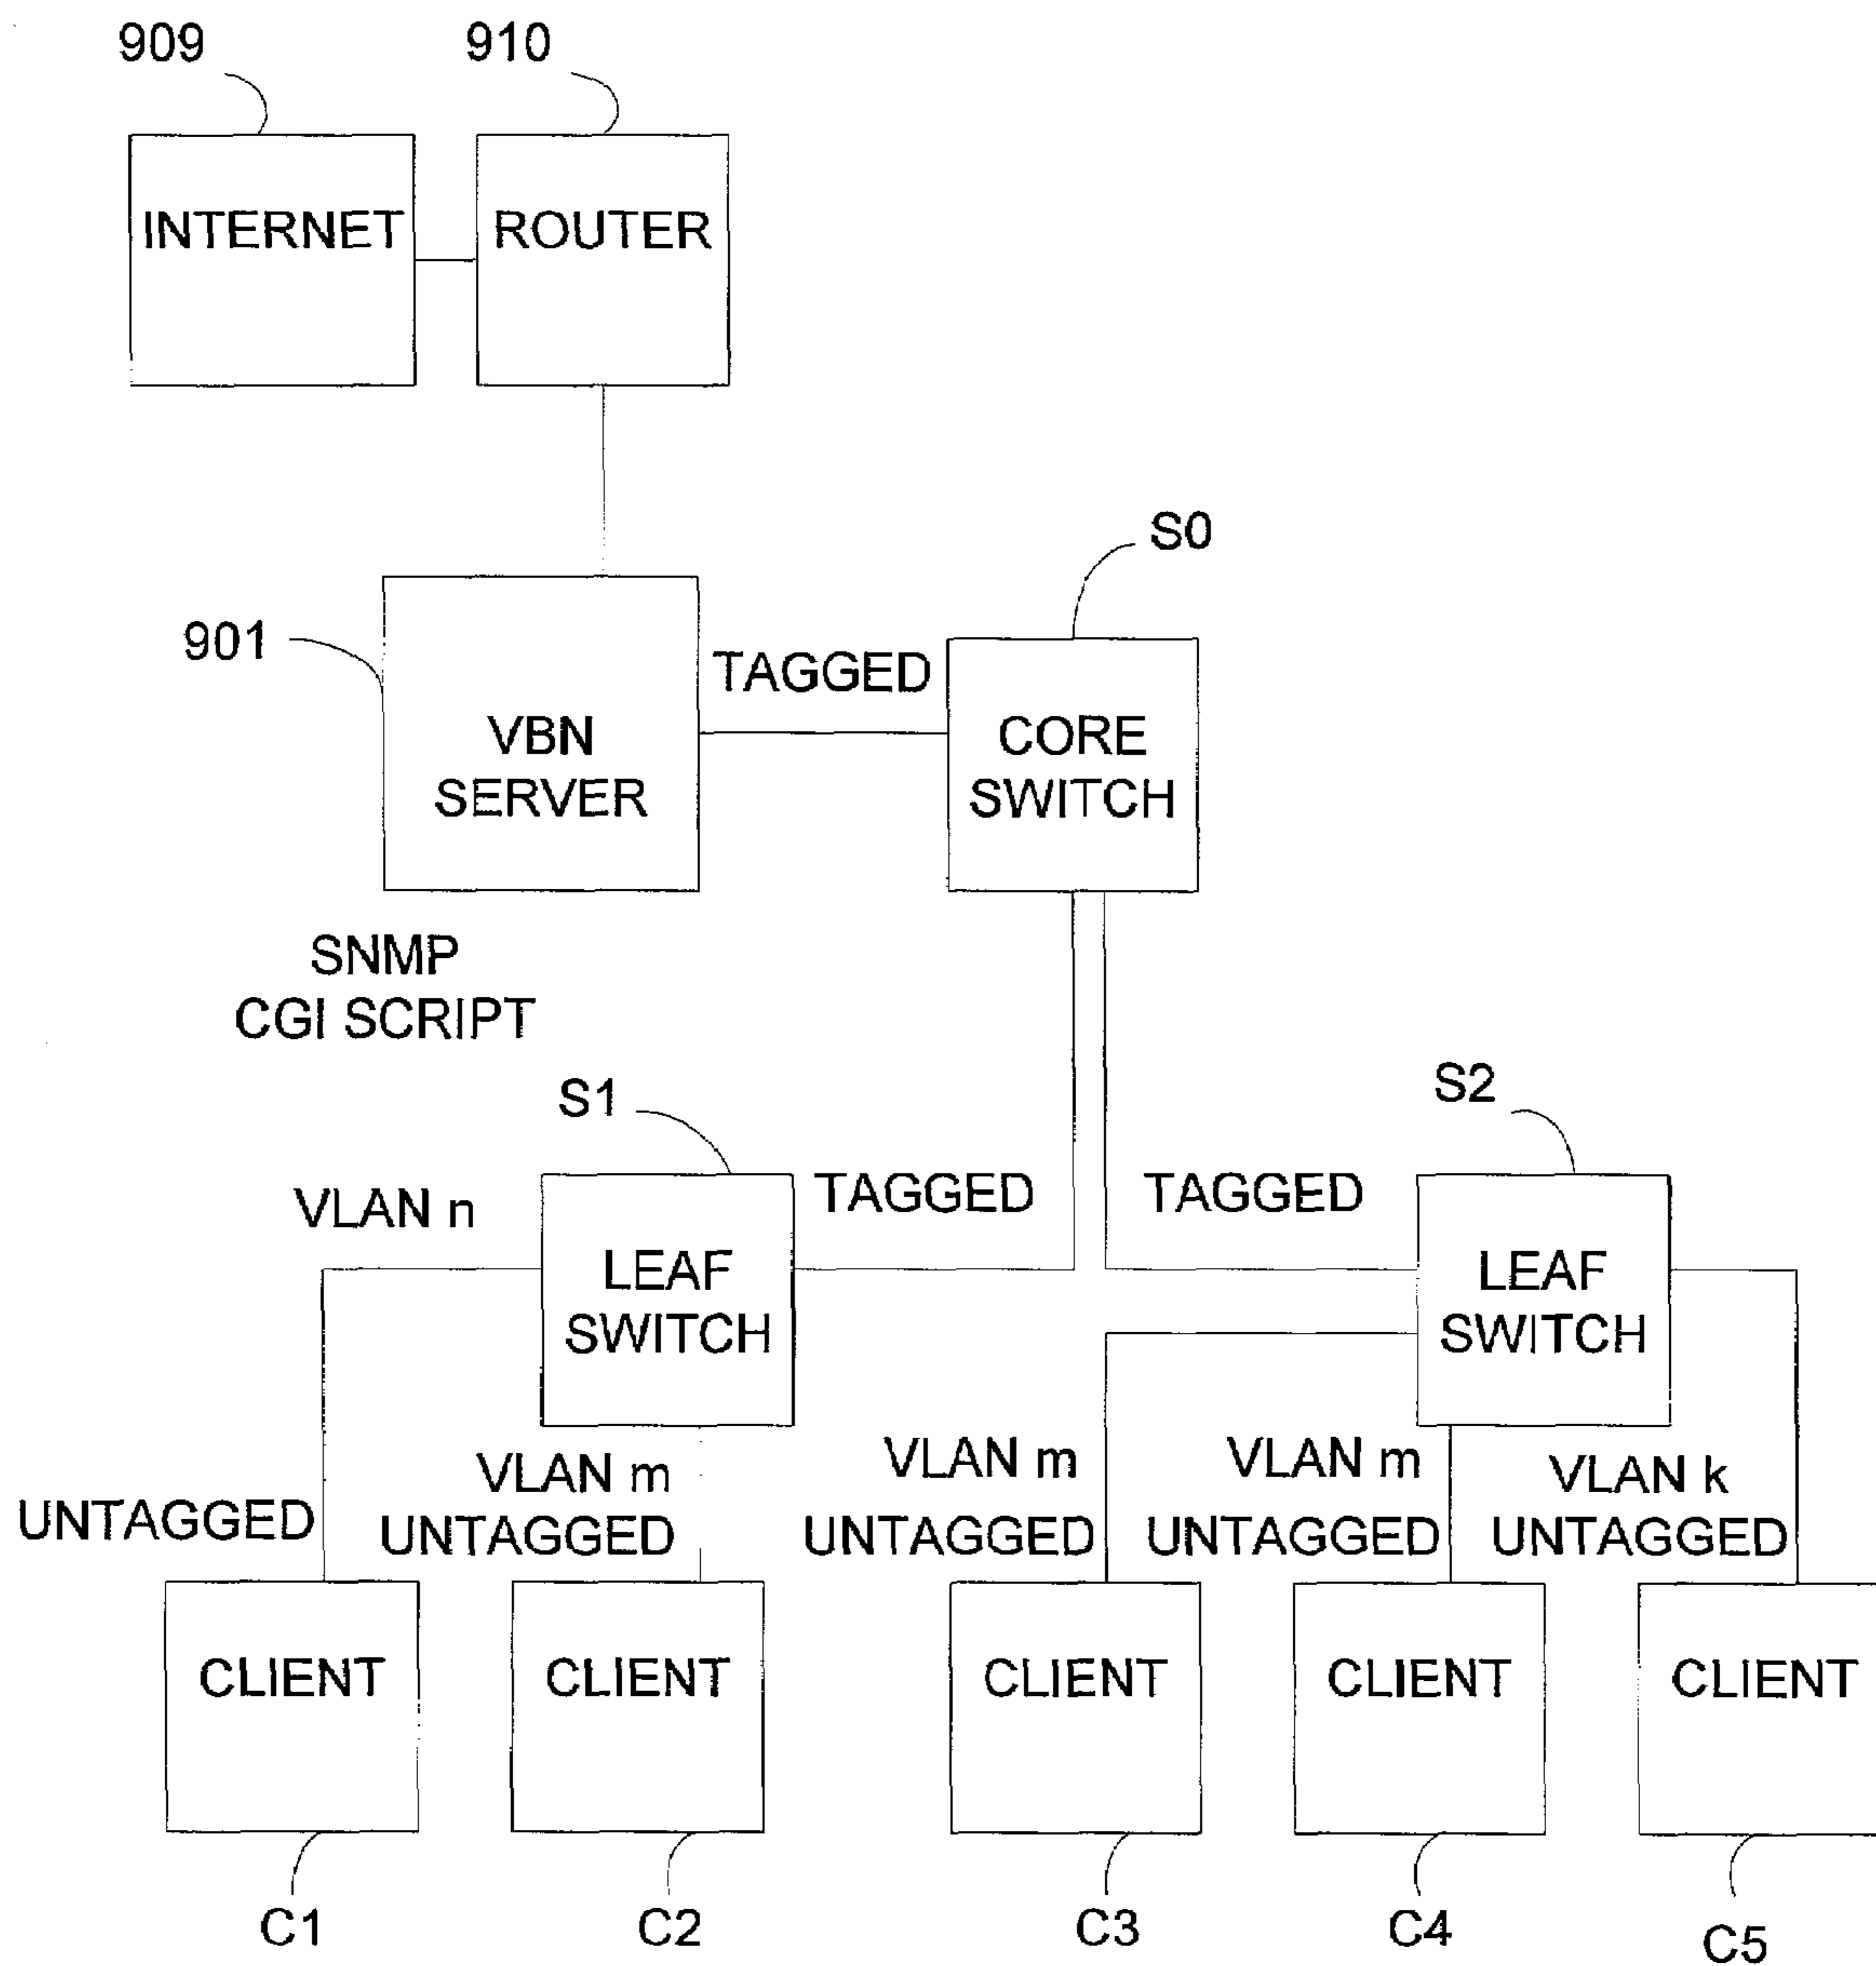 909
910
INTERNET
ROUTER
S0
901
TAGGED
VBN
SERVER
CORE
SWITCH
SNMP
CGI SCRIPT
S1
S2
VLAN n
TAGGED
TAGGED
LEAF
SWITCH
LEAF
SWITCH
UNTAGGED
VLAN m
UNTAGGED
VLAN m
UNTAGGED
VLAN m
UNTAGGED
VLAN k
UNTAGGED
CLIENT
CLIENT
CLIENT
CLIENT
CLIENT
C1
C2
C3
C4
C5